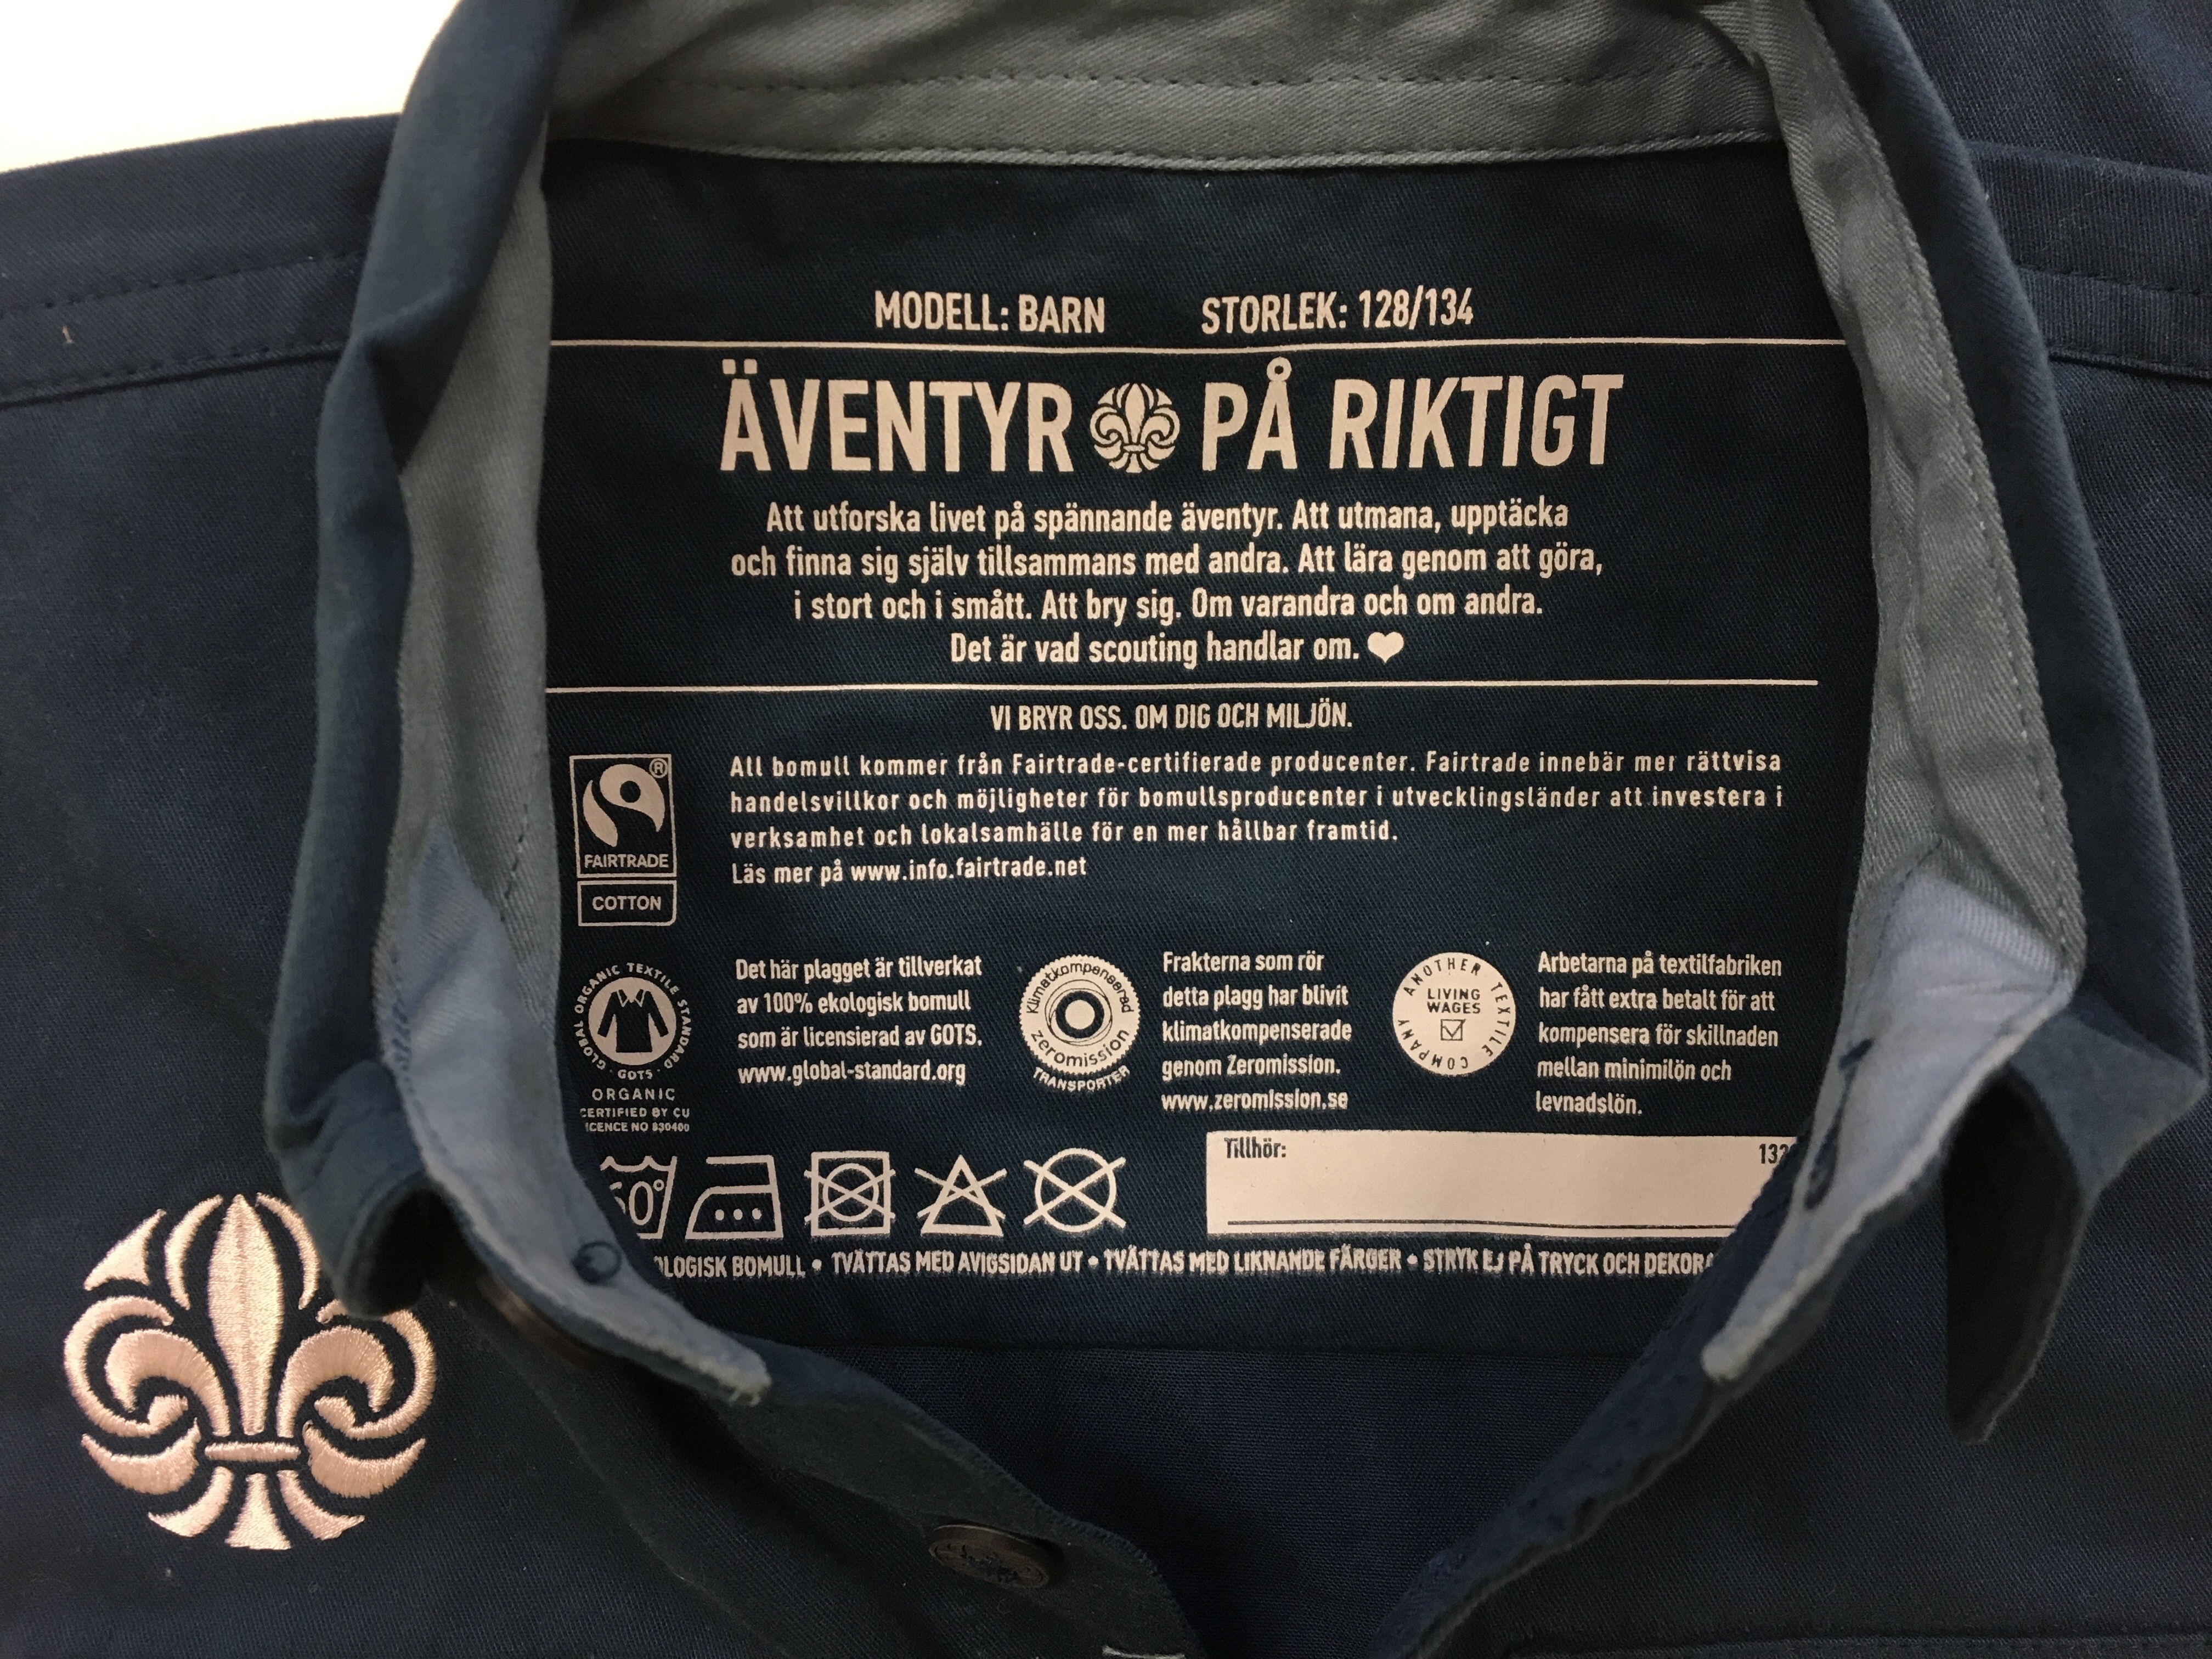 MODELL: BARN STORLEK: 128/134
ÄVENTYR PÅ RIKTIGT
Att utforska livet på spännande äventyr. Att utmana, upptäcka
och finna sig själv tillsammans med andra. Att lära genom att göra,
i stort och i smått. Att bry sig. Om varandra och om andra.
Det är vad scouting handlar om. ♥
VI BRYR OSS. OM DIG OCH MILJÖN.
All bomull kommer från Fairtrade-certifierade producenter. Fairtrade innebär mer rättvisa
handelsvillkor och möjligheter för bomullsproducenter i utvecklingsländer att investera i
verksamhet och lokalsamhälle för en mer hållbar framtid.
Läs mer på www.info.fairtrade.net
®
FAIRTRADE
COTTON
GLOBAL ORGANIC TEXTILE STANDARD
· GOTS ·
ORGANIC
CERTIFIED BY CU
ICENCE NO 830400
Det här plagget är tillverkat
av 100% ekologisk bomull
som är licensierad av GOTS.
www.global-standard.org
Klimatkompenserad
zeromission
TRANSPORTER
Frakterna som rör
detta plagg har blivit
klimatkompenserade
genom Zeromission.
www.zeromission.se
ANOTHER TEXTILE COMPANY
LIVING
WAGES
Arbetarna på textilfabriken
har fått extra betalt för att
kompensera för skillnaden
mellan minimilön och
levnadslön.
60°
Tillhör:
OLOGISK BOMULL • TVÄTTAS MED AVIGSIDAN UT • TVÄTTAS MED LIKNANDE FÄRGER • STRYK EJ PÅ TRYCK OCH DEKOR